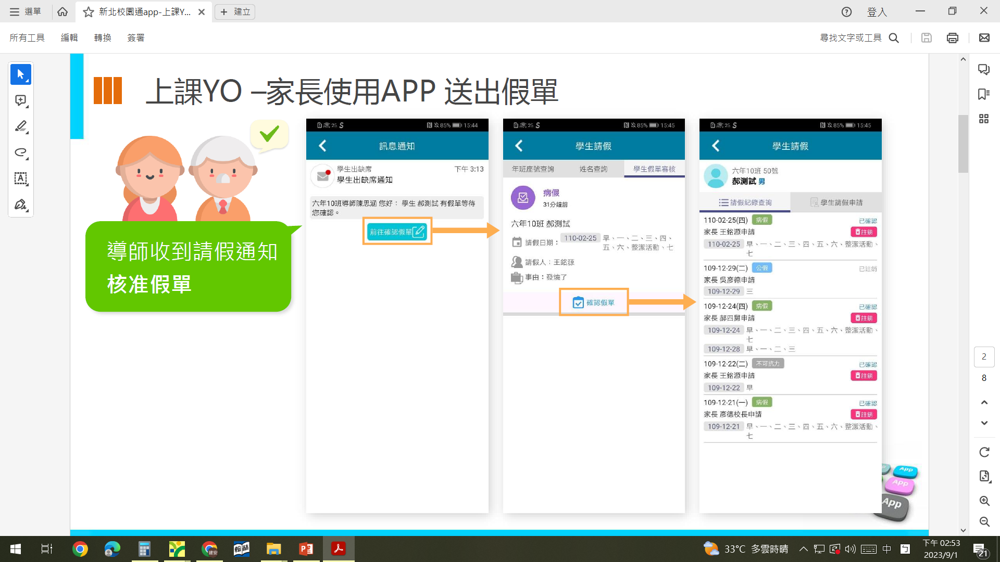 選單
新北校園通app-上課Y...
建立
登入
所有工具
編輯
轉換
簽署
尋找文字或工具
上課YO –家長使用APP 送出假單
導師收到請假通知
核准假單
25 85% 15:44
訊息通知
學生出缺席
下午 3:13
學生出缺席通知
六年10班導師陳思涵 您好： 學生 郝測試 有假單等待
您確認。
前往確認假單
25 85% 15:45
學生請假
年班座號查詢
姓名查詢
學生假單審核
病假
31分鐘前
六年10班 郝測試
請假日期： 110-02-25 早、一、二、三、四、
五、六、整潔活動、七
請假人：王銘源
事由：發燒了
確認假單
25 85% 15:45
學生請假
六年10班 50號
郝測試 男
請假紀錄查詢
學生請假申請
110-02-25(四) 病假 已確認
家長 王銘源申請 註銷
110-02-25 早、一、二、三、四、五、六、整潔活動、
七
109-12-29(二) 公假 已註銷
家長 吳彥德申請
109-12-29 三
109-12-24(四) 病假 已確認
家長 郝四舅申請 註銷
109-12-24 早、一、二、三、四、五、六、整潔活動、
七
109-12-28 早、一、二、三
109-12-22(二) 不可抗力 已確認
家長 王銘源申請 註銷
109-12-22 早
109-12-21(一) 病假 已確認
家長 彥德校長申請 註銷
109-12-21 早、一、二、三、四、五、六、整潔活動、
七
App
App
App
2
8
33°C 多雲時晴
中
下午 02:53
2023/9/1
21